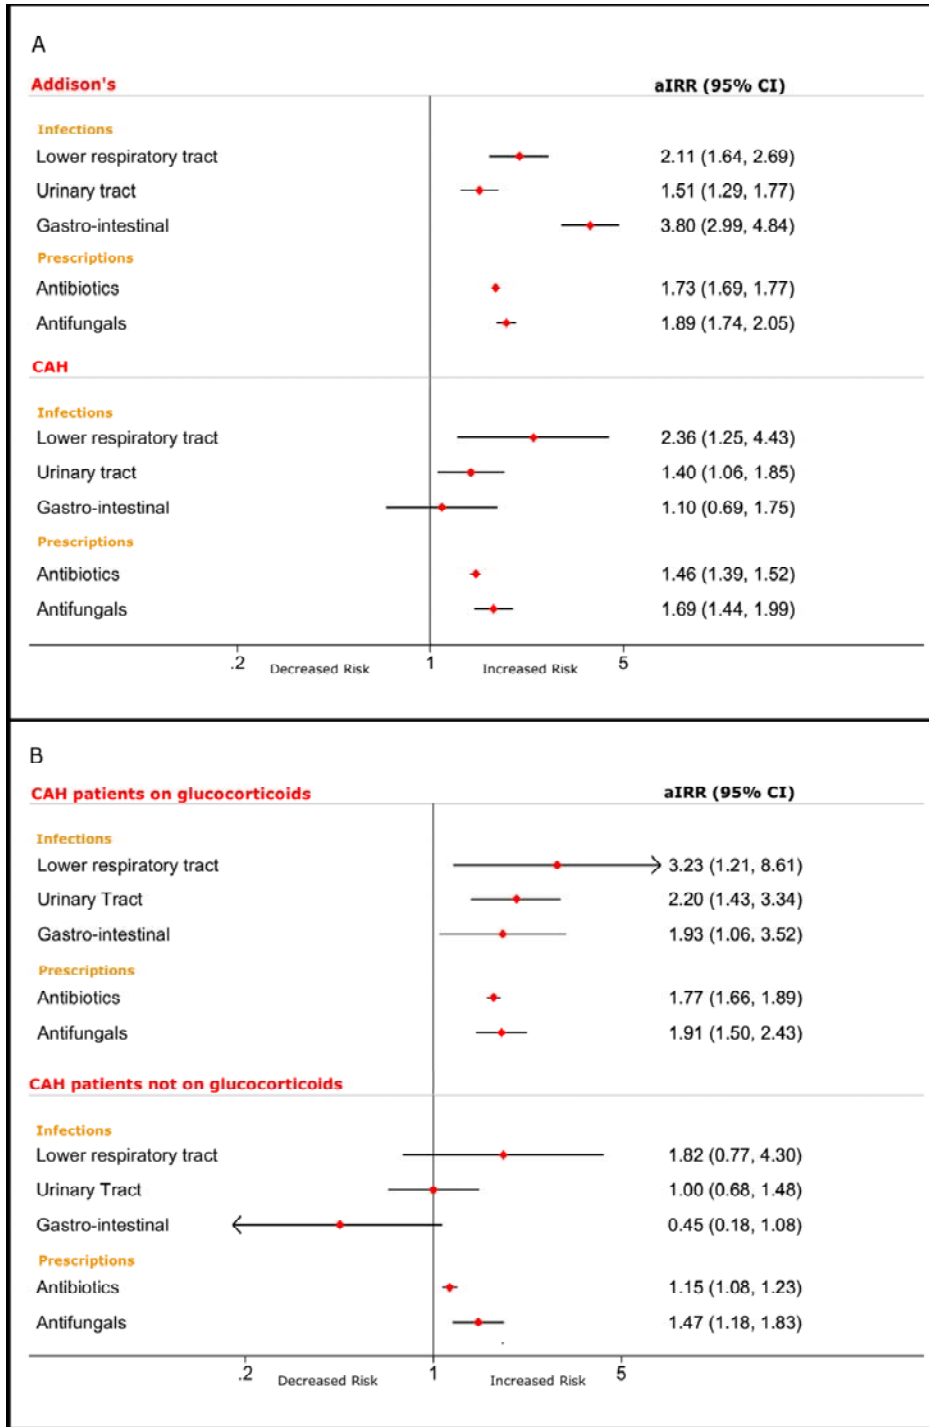 A
Addison's aIRR (95% CI)
Infections
Lower respiratory tract 2.11 (1.64, 2.69)
Urinary tract 1.51 (1.29, 1.77)
Gastro-intestinal 3.80 (2.99, 4.84)
Prescriptions
Antibiotics 1.73 (1.69, 1.77)
Antifungals 1.89 (1.74, 2.05)
CAH
Infections
Lower respiratory tract 2.36 (1.25, 4.43)
Urinary tract 1.40 (1.06, 1.85)
Gastro-intestinal 1.10 (0.69, 1.75)
Prescriptions
Antibiotics 1.46 (1.39, 1.52)
Antifungals 1.69 (1.44, 1.99)
.2 Decreased Risk 1 Increased Risk 5
B
CAH patients on glucocorticoids aIRR (95% CI)
Infections
Lower respiratory tract 3.23 (1.21, 8.61)
Urinary Tract 2.20 (1.43, 3.34)
Gastro-intestinal 1.93 (1.06, 3.52)
Prescriptions
Antibiotics 1.77 (1.66, 1.89)
Antifungals 1.91 (1.50, 2.43)
CAH patients not on glucocorticoids
Infections
Lower respiratory tract 1.82 (0.77, 4.30)
Urinary Tract 1.00 (0.68, 1.48)
Gastro-intestinal 0.45 (0.18, 1.08)
Prescriptions
Antibiotics 1.15 (1.08, 1.23)
Antifungals 1.47 (1.18, 1.83)
.2 Decreased Risk 1 Increased Risk 5